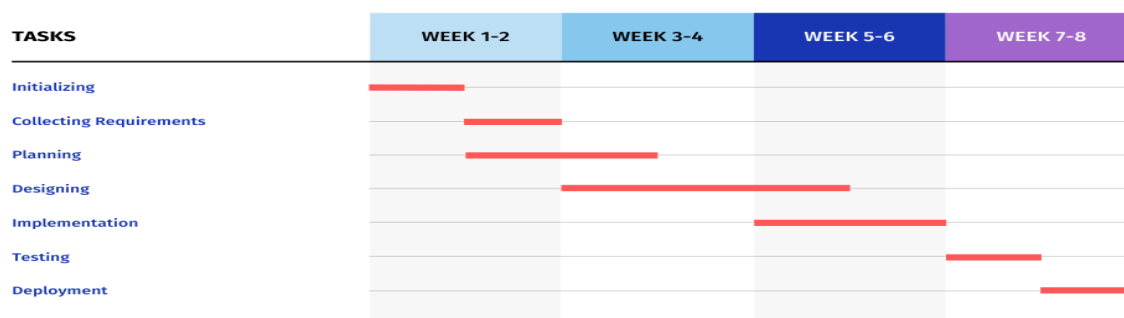 TASKS WEEK 1-2 WEEK 3-4 WEEK 5-6 WEEK 7-8
Initializing
Collecting Requirements
Planning
Designing
Implementation
Testing
Deployment